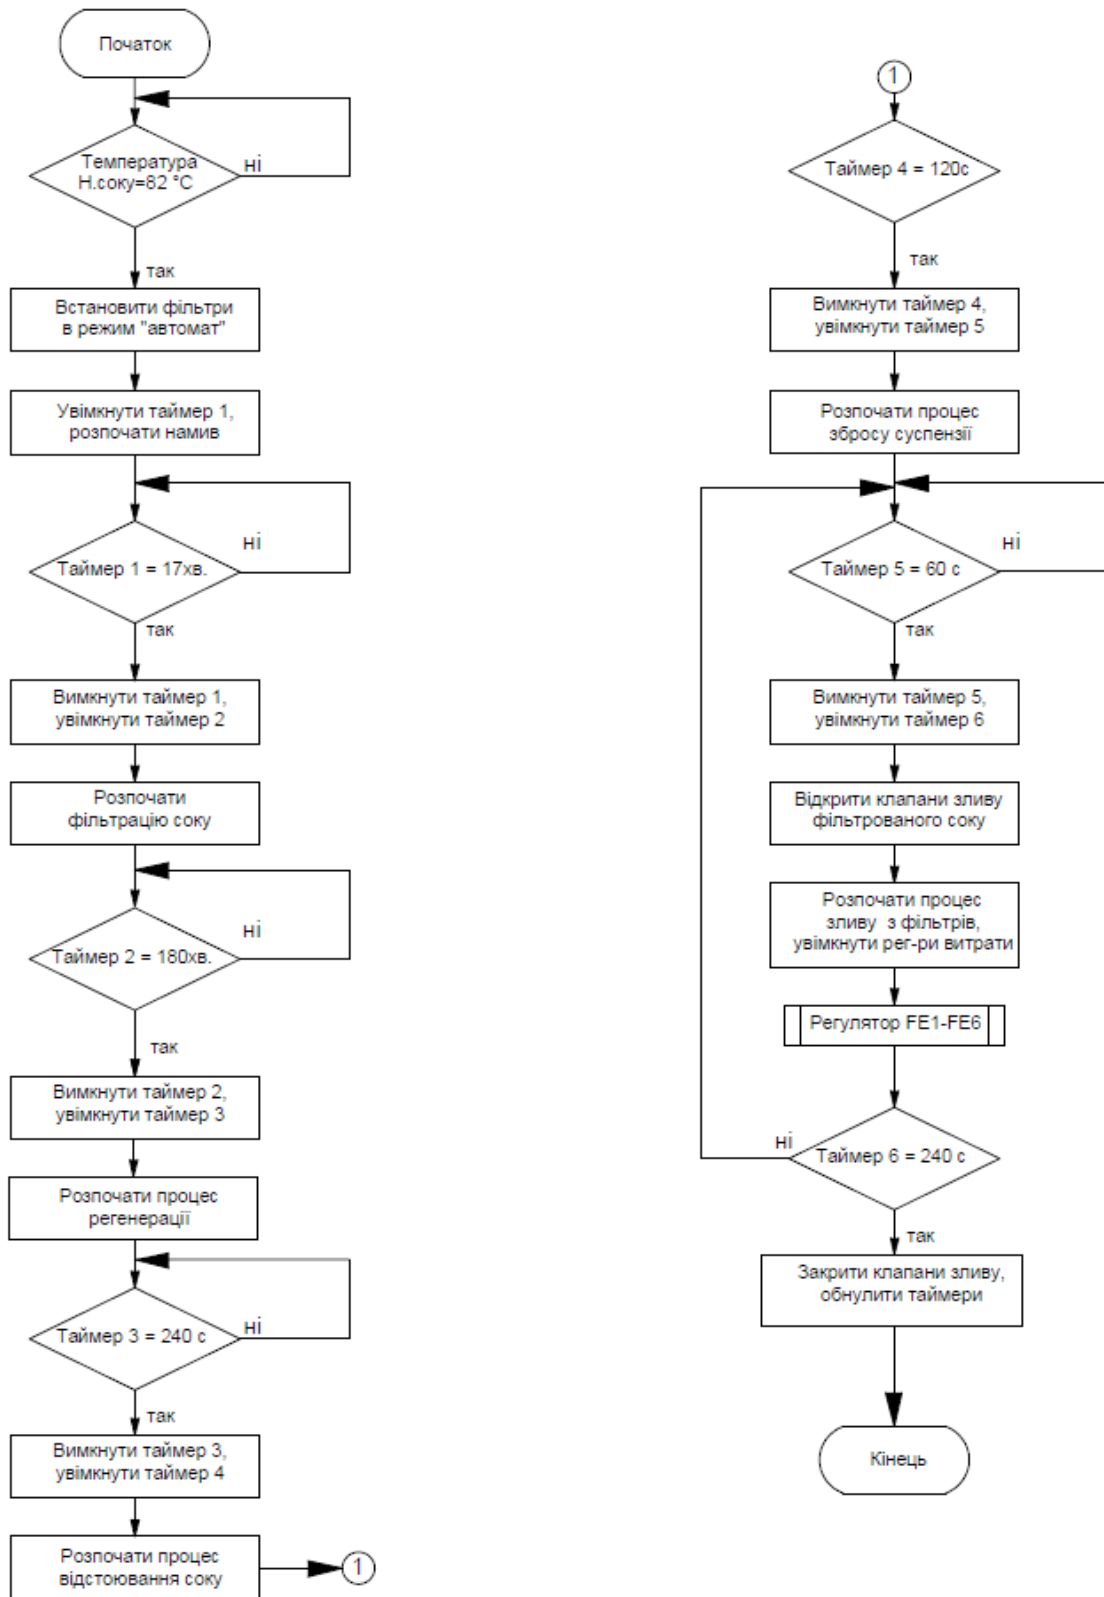 Початок
Температура
Н.соку=82 °С
ні
так
Встановити фільтри
в режим "автомат"
Увімкнути таймер 1,
розпочати намив
ні
Таймер 1 = 17хв.
так
Вимкнути таймер 1,
увімкнути таймер 2
Розпочати
фільтрацію соку
ні
Таймер 2 = 180хв.
так
Вимкнути таймер 2,
увімкнути таймер 3
Розпочати процес
регенерації
Таймер 3 = 240 с
ні
так
Вимкнути таймер 3,
увімкнути таймер 4
Розпочати процес
відстоювання соку
1
1
Таймер 4 = 120с
так
Вимкнути таймер 4,
увімкнути таймер 5
Розпочати процес
збросу суспензії
ні
Таймер 5 = 60 с
так
Вимкнути таймер 5,
увімкнути таймер 6
Відкрити клапани зливу
фільтрованого соку
Розпочати процес
зливу з фільтрів,
увімкнути рег-ри витрати
Регулятор FE1-FE6
ні
Таймер 6 = 240 с
так
Закрити клапани зливу,
обнулити таймери
Кінець